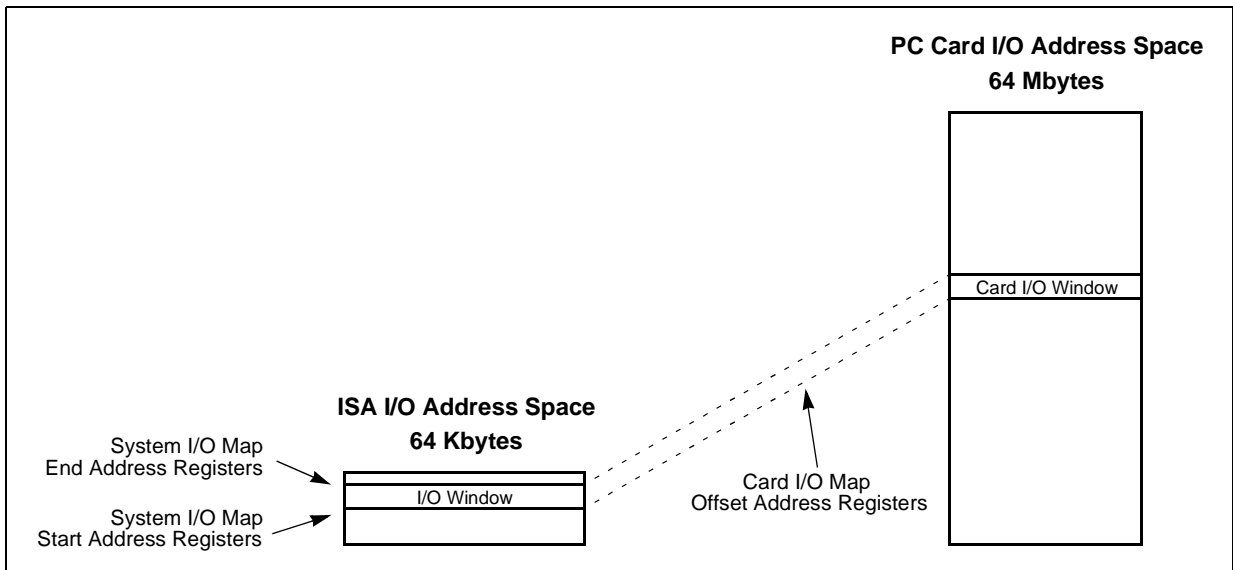 PC Card I/O Address Space
64 Mbytes
Card I/O Window
ISA I/O Address Space
64 Kbytes
System I/O Map
End Address Registers
I/O Window
System I/O Map
Start Address Registers
Card I/O Map
Offset Address Registers